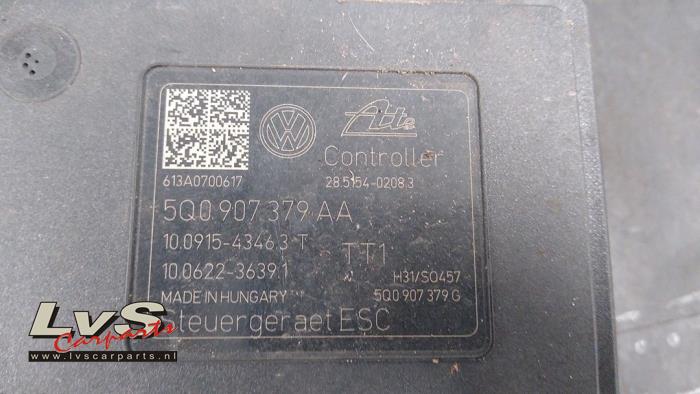 Ate
Controller
613A0700617
28.5154-0208.3
5Q0 907 379 AA
10.0915-4346.3 T
TT1
10.0622-3639.1
H31/S0457
MADE IN HUNGARY
5Q0 907 379 G
steuergeraet ESC
LvS
Carparts
www.lvscarparts.nl